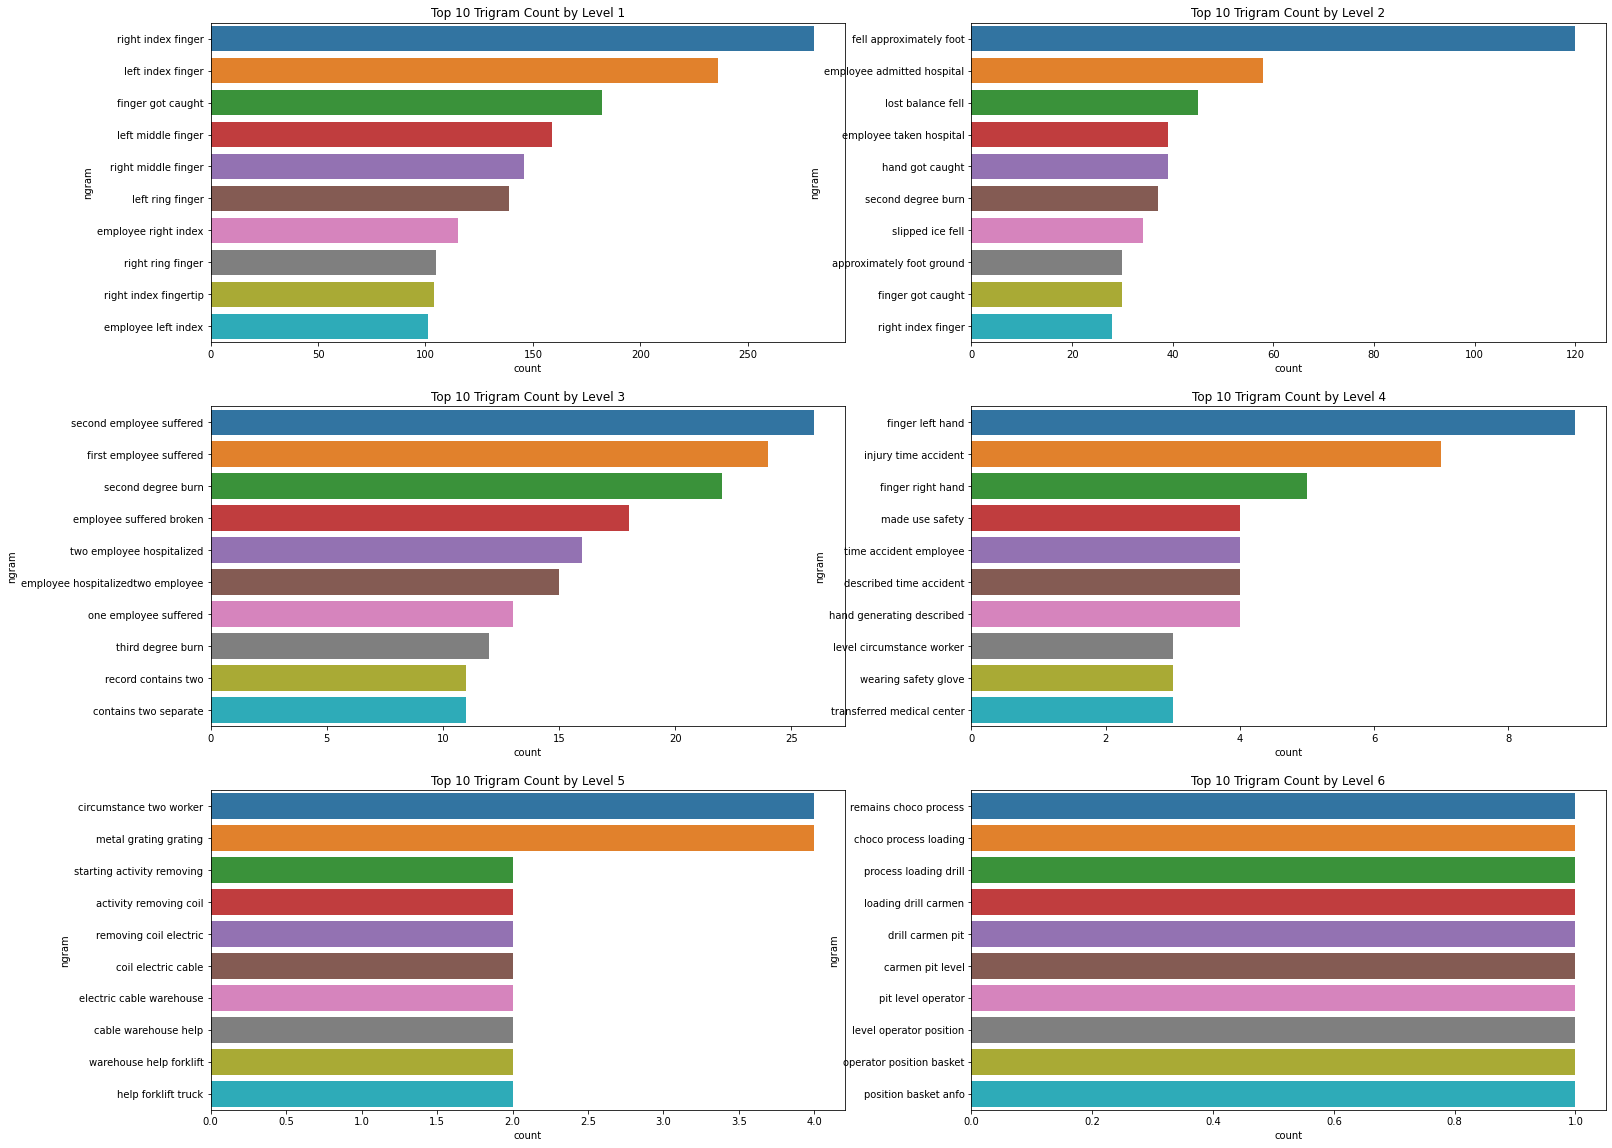 Top 10 Trigram Count by Level 1
ngram
right index finger
left index finger
finger got caught
left middle finger
right middle finger
left ring finger
employee right index
right ring finger
right index fingertip
employee left index
0 50 100 150 200 250
count
Top 10 Trigram Count by Level 2
ngram
fell approximately foot
employee admitted hospital
lost balance fell
employee taken hospital
hand got caught
second degree burn
slipped ice fell
approximately foot ground
finger got caught
right index finger
0 20 40 60 80 100 120
count
Top 10 Trigram Count by Level 3
ngram
second employee suffered
first employee suffered
second degree burn
employee suffered broken
two employee hospitalized
employee hospitalizedtwo employee
one employee suffered
third degree burn
record contains two
contains two separate
0 5 10 15 20 25
count
Top 10 Trigram Count by Level 4
ngram
finger left hand
injury time accident
finger right hand
made use safety
time accident employee
described time accident
hand generating described
level circumstance worker
wearing safety glove
transferred medical center
0 2 4 6 8
count
Top 10 Trigram Count by Level 5
ngram
circumstance two worker
metal grating grating
starting activity removing
activity removing coil
removing coil electric
coil electric cable
electric cable warehouse
cable warehouse help
warehouse help forklift
help forklift truck
0.0 0.5 1.0 1.5 2.0 2.5 3.0 3.5 4.0
count
Top 10 Trigram Count by Level 6
ngram
remains choco process
choco process loading
process loading drill
loading drill carmen
drill carmen pit
carmen pit level
pit level operator
level operator position
operator position basket
position basket anfo
0.0 0.2 0.4 0.6 0.8 1.0
count